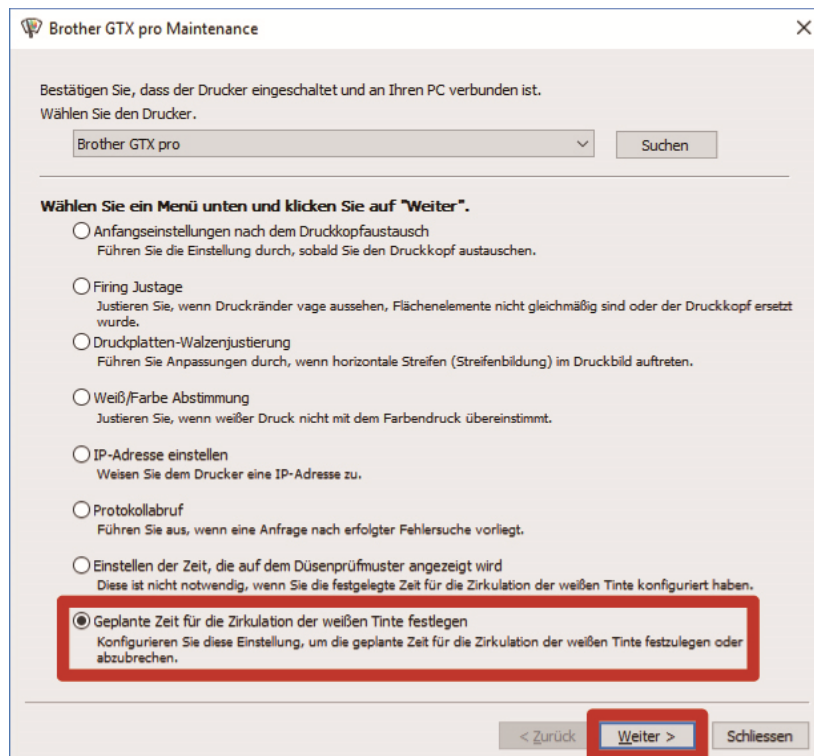 Brother GTX pro Maintenance
Bestätigen Sie, dass der Drucker eingeschaltet und an Ihren PC verbunden ist.
Wählen Sie den Drucker.
Brother GTX pro
Suchen
Wählen Sie ein Menü unten und klicken Sie auf "Weiter".
Anfangseinstellungen nach dem Druckkopfaustausch
Führen Sie die Einstellung durch, sobald Sie den Druckkopf austauschen.
Firing Justage
Justieren Sie, wenn Druckränder vage aussehen, Flächenelemente nicht gleichmäßig sind oder der Druckkopf ersetzt
wurde.
Druckplatten-Walzenjustierung
Führen Sie Anpassungen durch, wenn horizontale Streifen (Streifenbildung) im Druckbild auftreten.
Weiß/Farbe Abstimmung
Justieren Sie, wenn weißer Druck nicht mit dem Farbendruck übereinstimmt.
IP-Adresse einstellen
Weisen Sie dem Drucker eine IP-Adresse zu.
Protokollabruf
Führen Sie aus, wenn eine Anfrage nach erfolgter Fehlersuche vorliegt.
Einstellen der Zeit, die auf dem Düsenprüfmuster angezeigt wird
Diese ist nicht notwendig, wenn Sie die festgelegte Zeit für die Zirkulation der weißen Tinte konfiguriert haben.
Geplante Zeit für die Zirkulation der weißen Tinte festlegen
Konfigurieren Sie diese Einstellung, um die geplante Zeit für die Zirkulation der weißen Tinte festzulegen oder
abzubrechen.
< Zurück
Weiter >
Schliessen